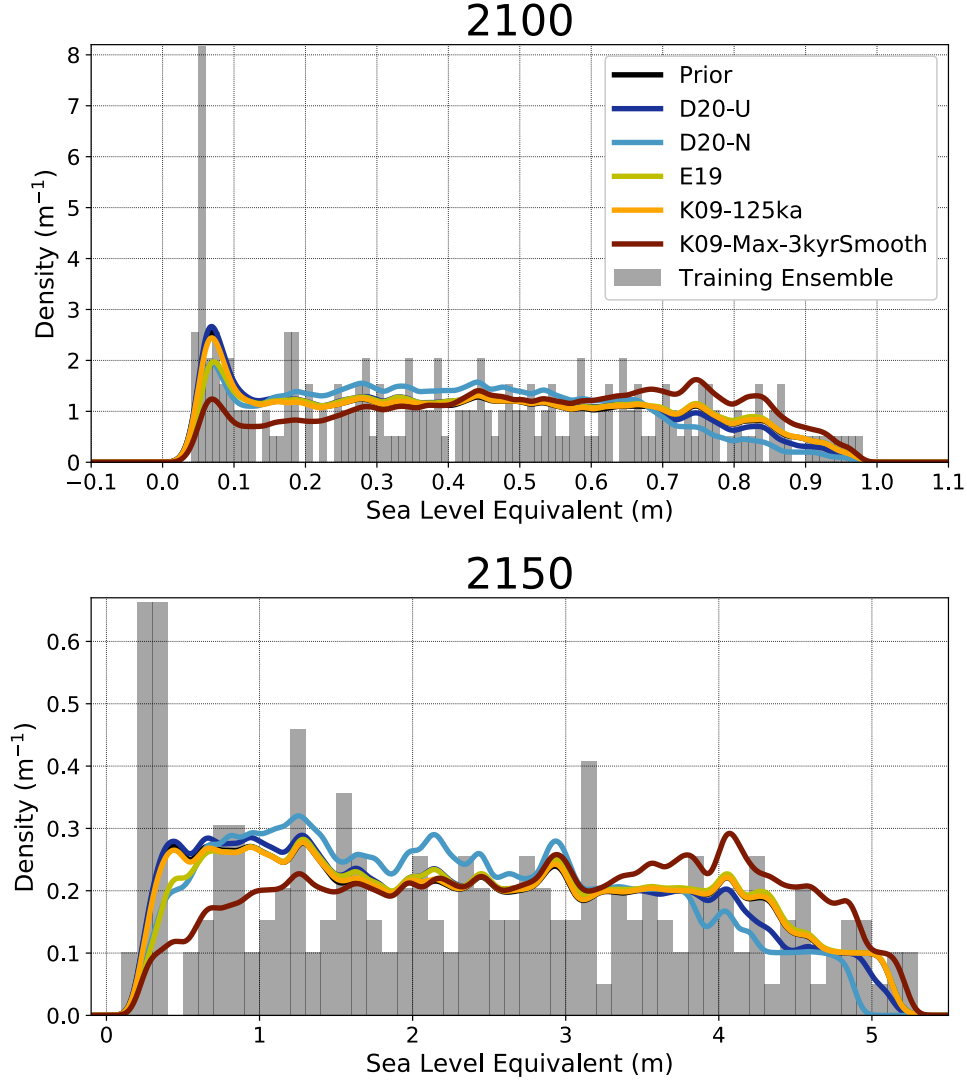 2100
8
7
6
5
4
3
2
1
0
Density (m⁻¹)
Prior
D20-U
D20-N
E19
K09-125ka
K09-Max-3kyrSmooth
Training Ensemble
−0.1 0.0 0.1 0.2 0.3 0.4 0.5 0.6 0.7 0.8 0.9 1.0 1.1
Sea Level Equivalent (m)
2150
0.6
0.5
0.4
0.3
0.2
0.1
0.0
Density (m⁻¹)
0 1 2 3 4 5
Sea Level Equivalent (m)